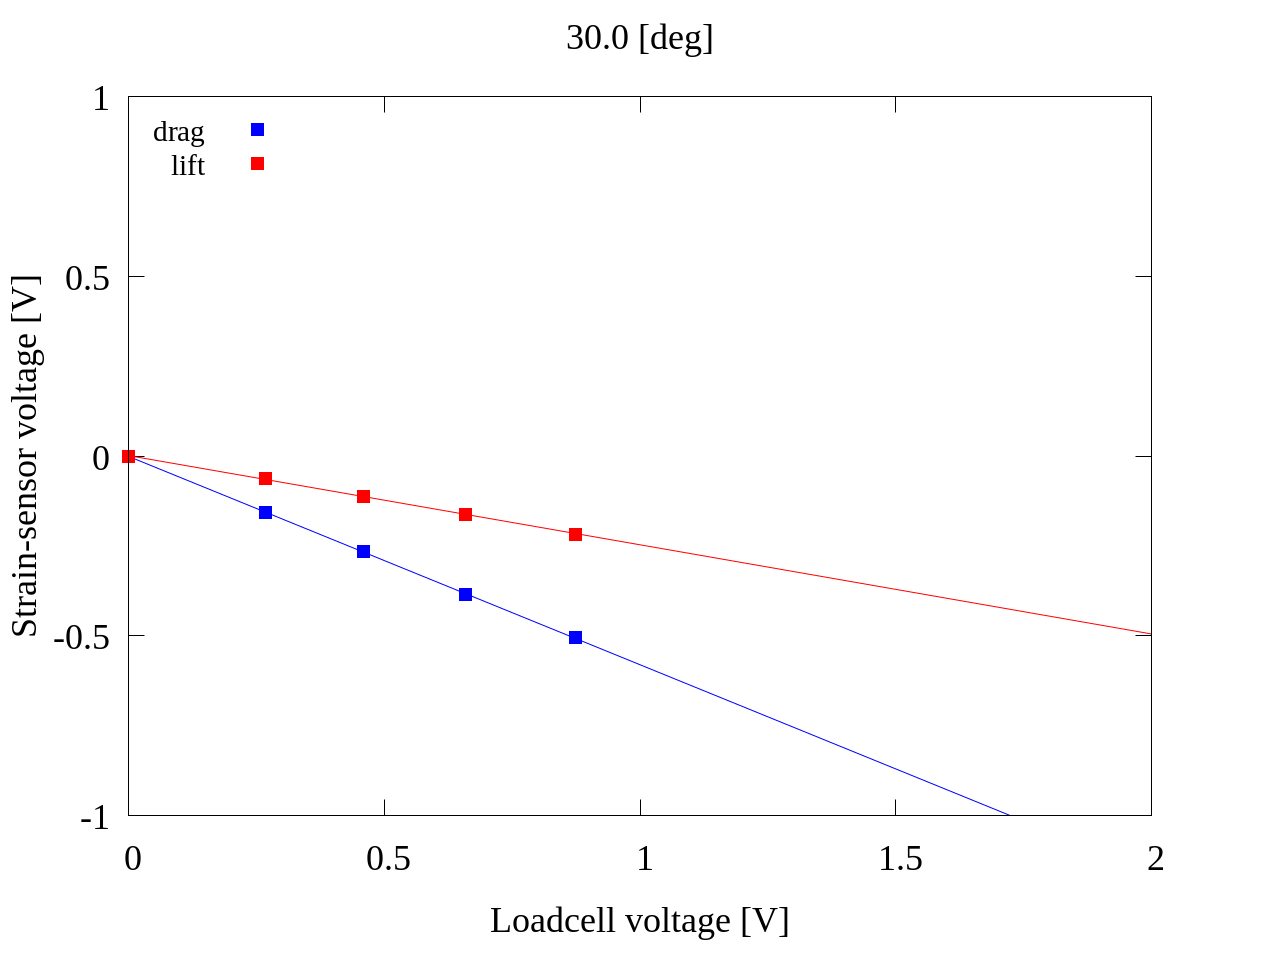 30.0 [deg]
1
drag
lift
0.5
0
-0.5
-1
Strain-sensor voltage [V]
0 0.5 1 1.5 2
Loadcell voltage [V]